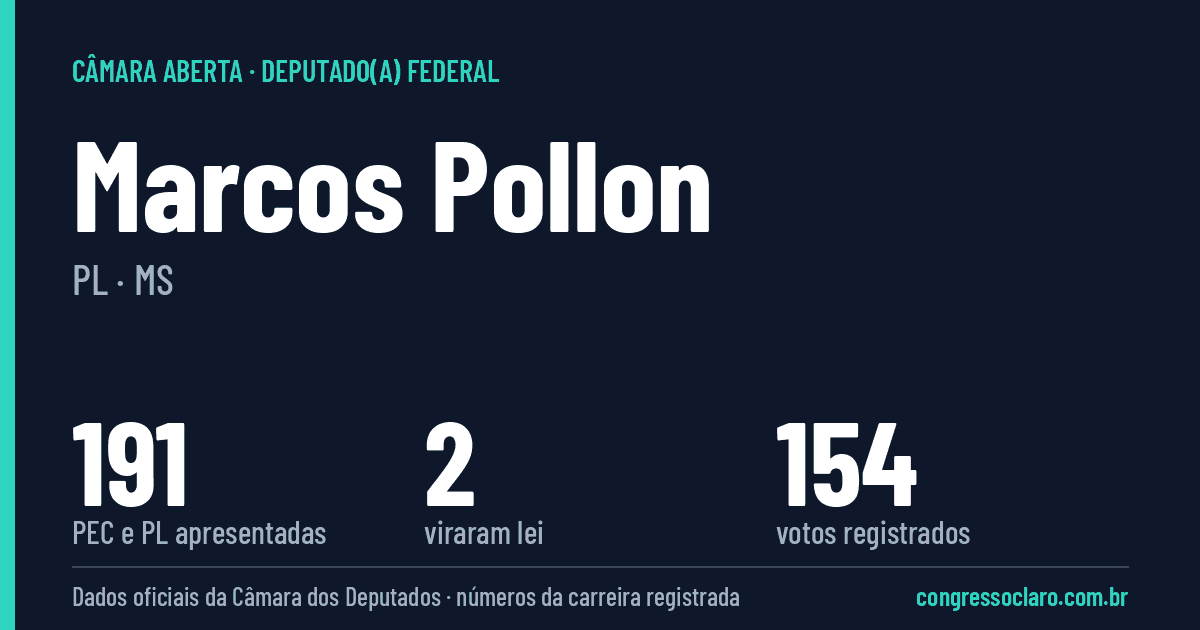 CÂMARA ABERTA · DEPUTADO(A) FEDERAL
Marcos Pollon
PL · MS
191 2 154
PEC e PL apresentadas viraram lei votos registrados
Dados oficiais da Câmara dos Deputados · números da carreira registrada congressoclaro.com.br